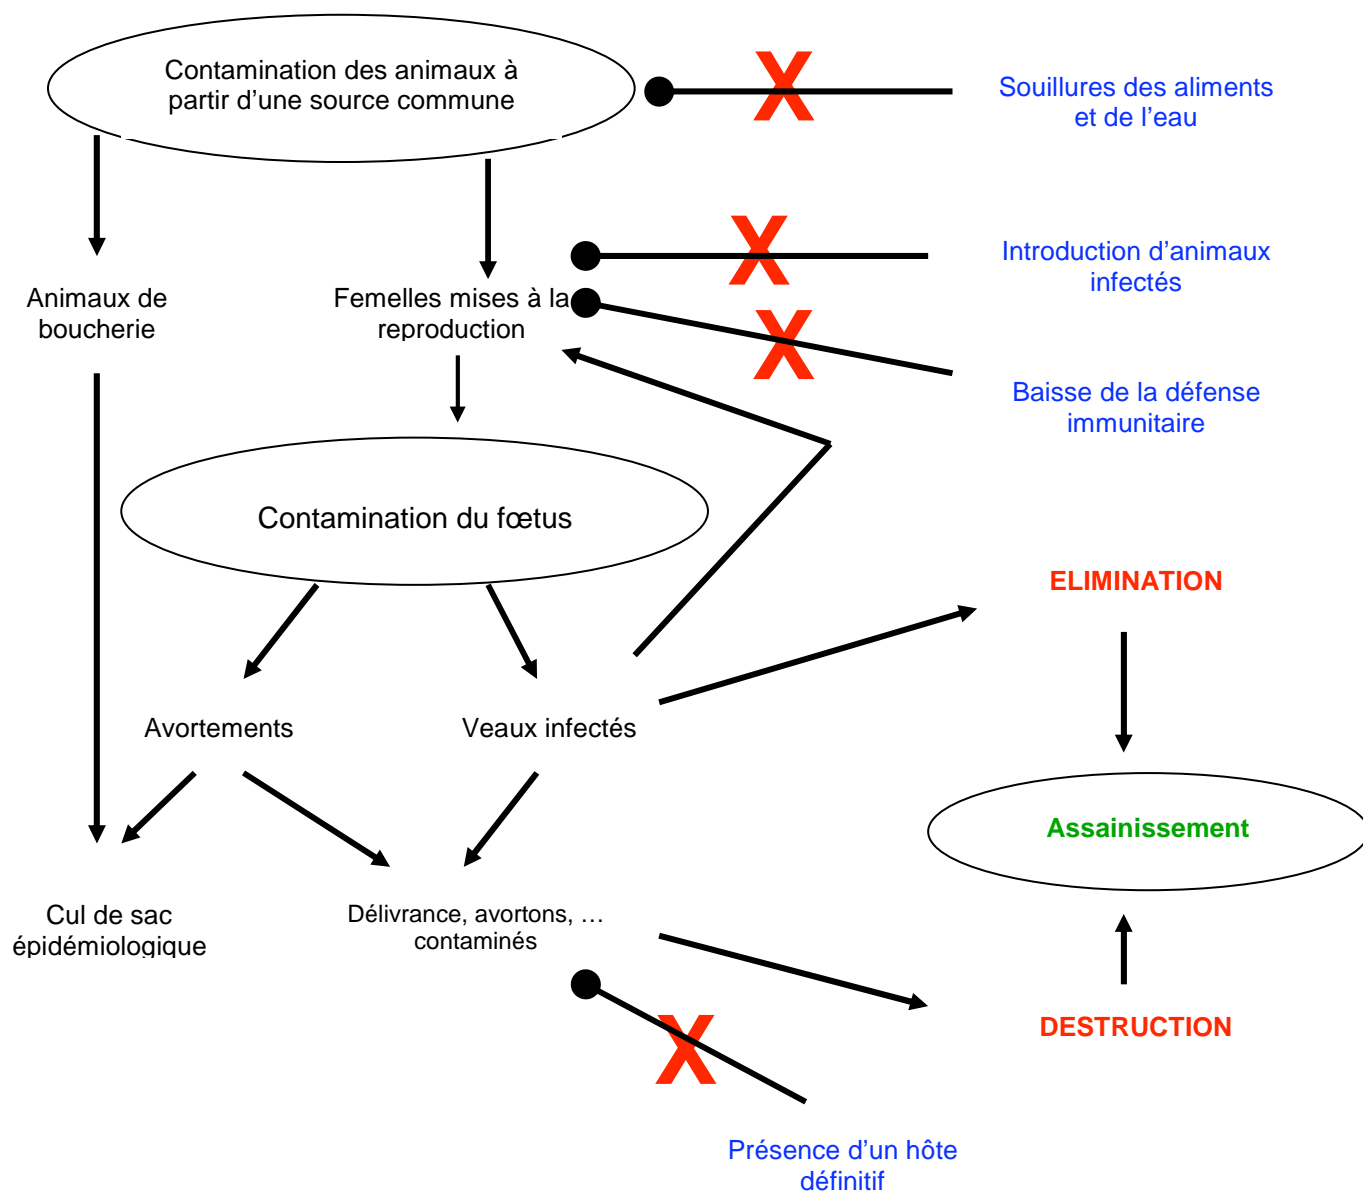 Contamination des animaux à
partir d'une source commune
X
Souillures des aliments
et de l'eau
X
Introduction d'animaux
infectés
Animaux de
boucherie
Femelles mises à la
reproduction
X
Baisse de la défense
immunitaire
Contamination du fœtus
ELIMINATION
Avortements
Veaux infectés
Assainissement
Cul de sac
épidémiologique
Délivrance, avortons, …
contaminés
DESTRUCTION
X
Présence d'un hôte
définitif